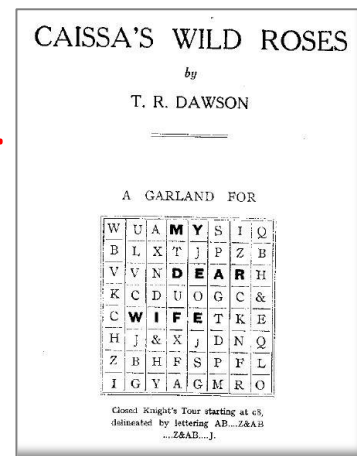 CAISSA'S WILD ROSES
by
T. R. DAWSON
A GARLAND FOR
W U A M Y S I Q
B L X T J P Z B
V V N D E A R H
K C D U O G C &
C W I F E T K E
H J & X J D N Q
Z B H F S P F L
I G Y A G M R O
Closed Knight's Tour starting at c8,
delineated by lettering AB....Z&AB
....Z&AB....J.